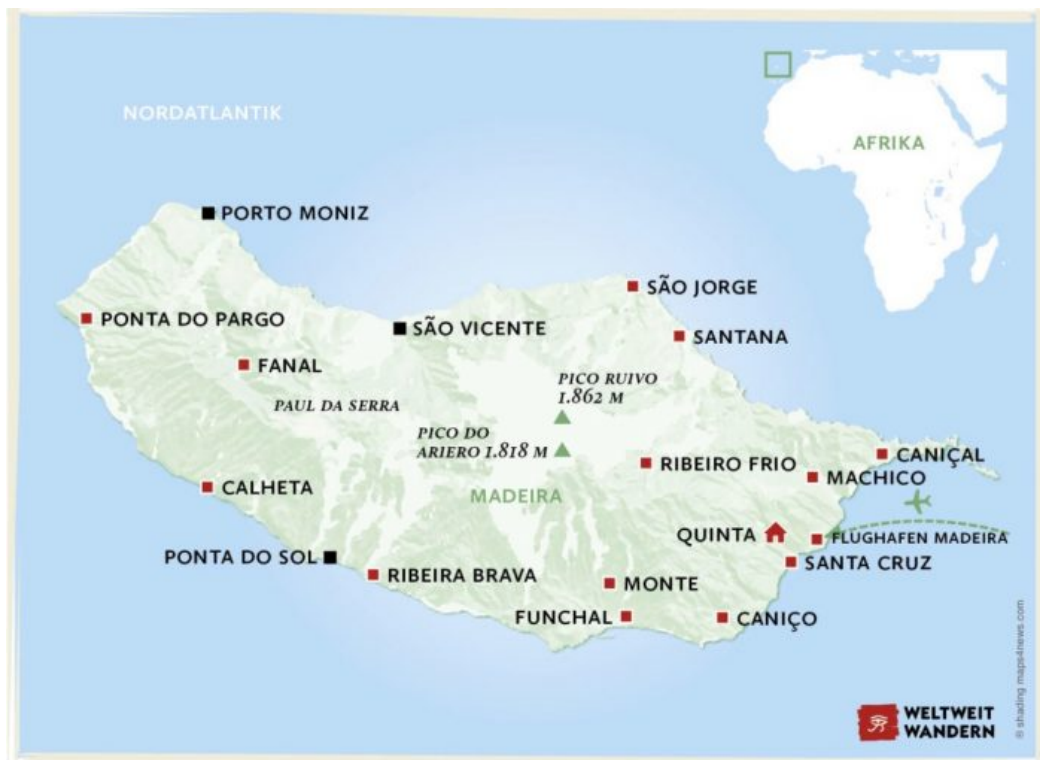 NORDATLANTIK
AFRIKA
PORTO MONIZ
SÃO JORGE
PONTA DO PARGO
SÃO VICENTE
SANTANA
FANAL
PICO RUIVO
1.862 M
PAUL DA SERRA
PICO DO
ARIERO 1.818 M
CANIÇAL
RIBEIRO FRIO
MACHICO
CALHETA
MADEIRA
QUINTA
FLUGHAFEN MADEIRA
PONTA DO SOL
SANTA CRUZ
RIBEIRA BRAVA
MONTE
FUNCHAL
CANIÇO
WELTWEIT
WANDERN
© shading maps4news.com